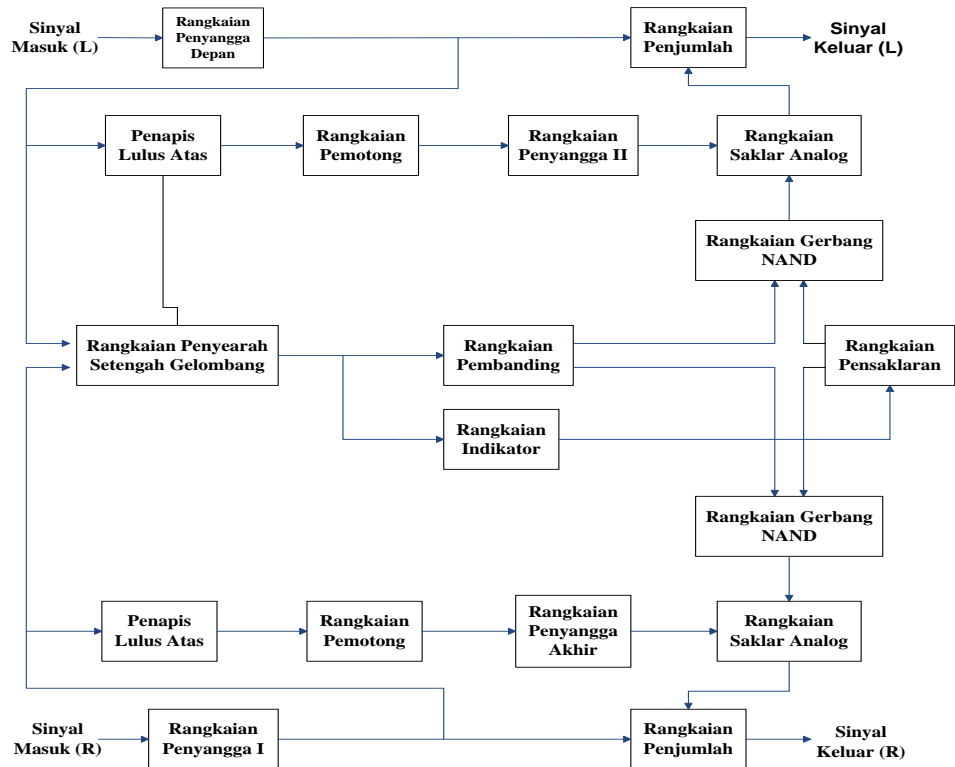 Sinyal
Masuk (L)
Rangkaian
Penyangga
Depan
Rangkaian
Penjumlah
Sinyal
Keluar (L)
Penapis
Lulus Atas
Rangkaian
Pemotong
Rangkaian
Penyangga II
Rangkaian
Saklar Analog
Rangkaian Gerbang
NAND
Rangkaian Penyearah
Setengah Gelombang
Rangkaian
Pembanding
Rangkaian
Pensaklaran
Rangkaian
Indikator
Rangkaian Gerbang
NAND
Penapis
Lulus Atas
Rangkaian
Pemotong
Rangkaian
Penyangga
Akhir
Rangkaian
Saklar Analog
Sinyal
Masuk (R)
Rangkaian
Penyangga I
Rangkaian
Penjumlah
Sinyal
Keluar (R)